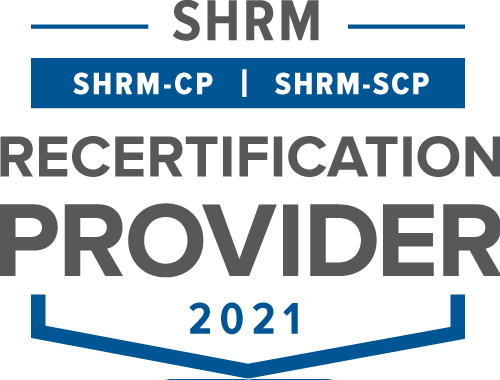 SHRM
SHRM-CP | SHRM-SCP
RECERTIFICATION
PROVIDER
2021